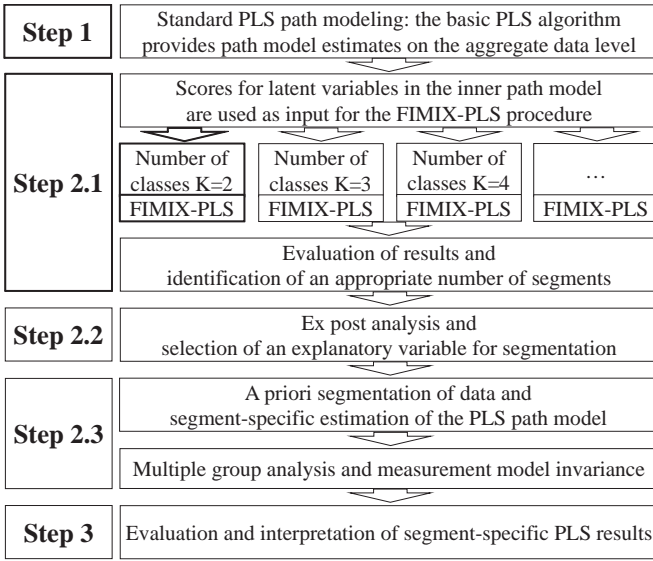 Step 1
Standard PLS path modeling: the basic PLS algorithm
provides path model estimates on the aggregate data level
Step 2.1
Scores for latent variables in the inner path model
are used as input for the FIMIX-PLS procedure
Number of
classes K=2
FIMIX-PLS
Number of
classes K=3
FIMIX-PLS
Number of
classes K=4
FIMIX-PLS
…
FIMIX-PLS
Evaluation of results and
identification of an appropriate number of segments
Step 2.2
Ex post analysis and
selection of an explanatory variable for segmentation
Step 2.3
A priori segmentation of data and
segment-specific estimation of the PLS path model
Multiple group analysis and measurement model invariance
Step 3
Evaluation and interpretation of segment-specific PLS results